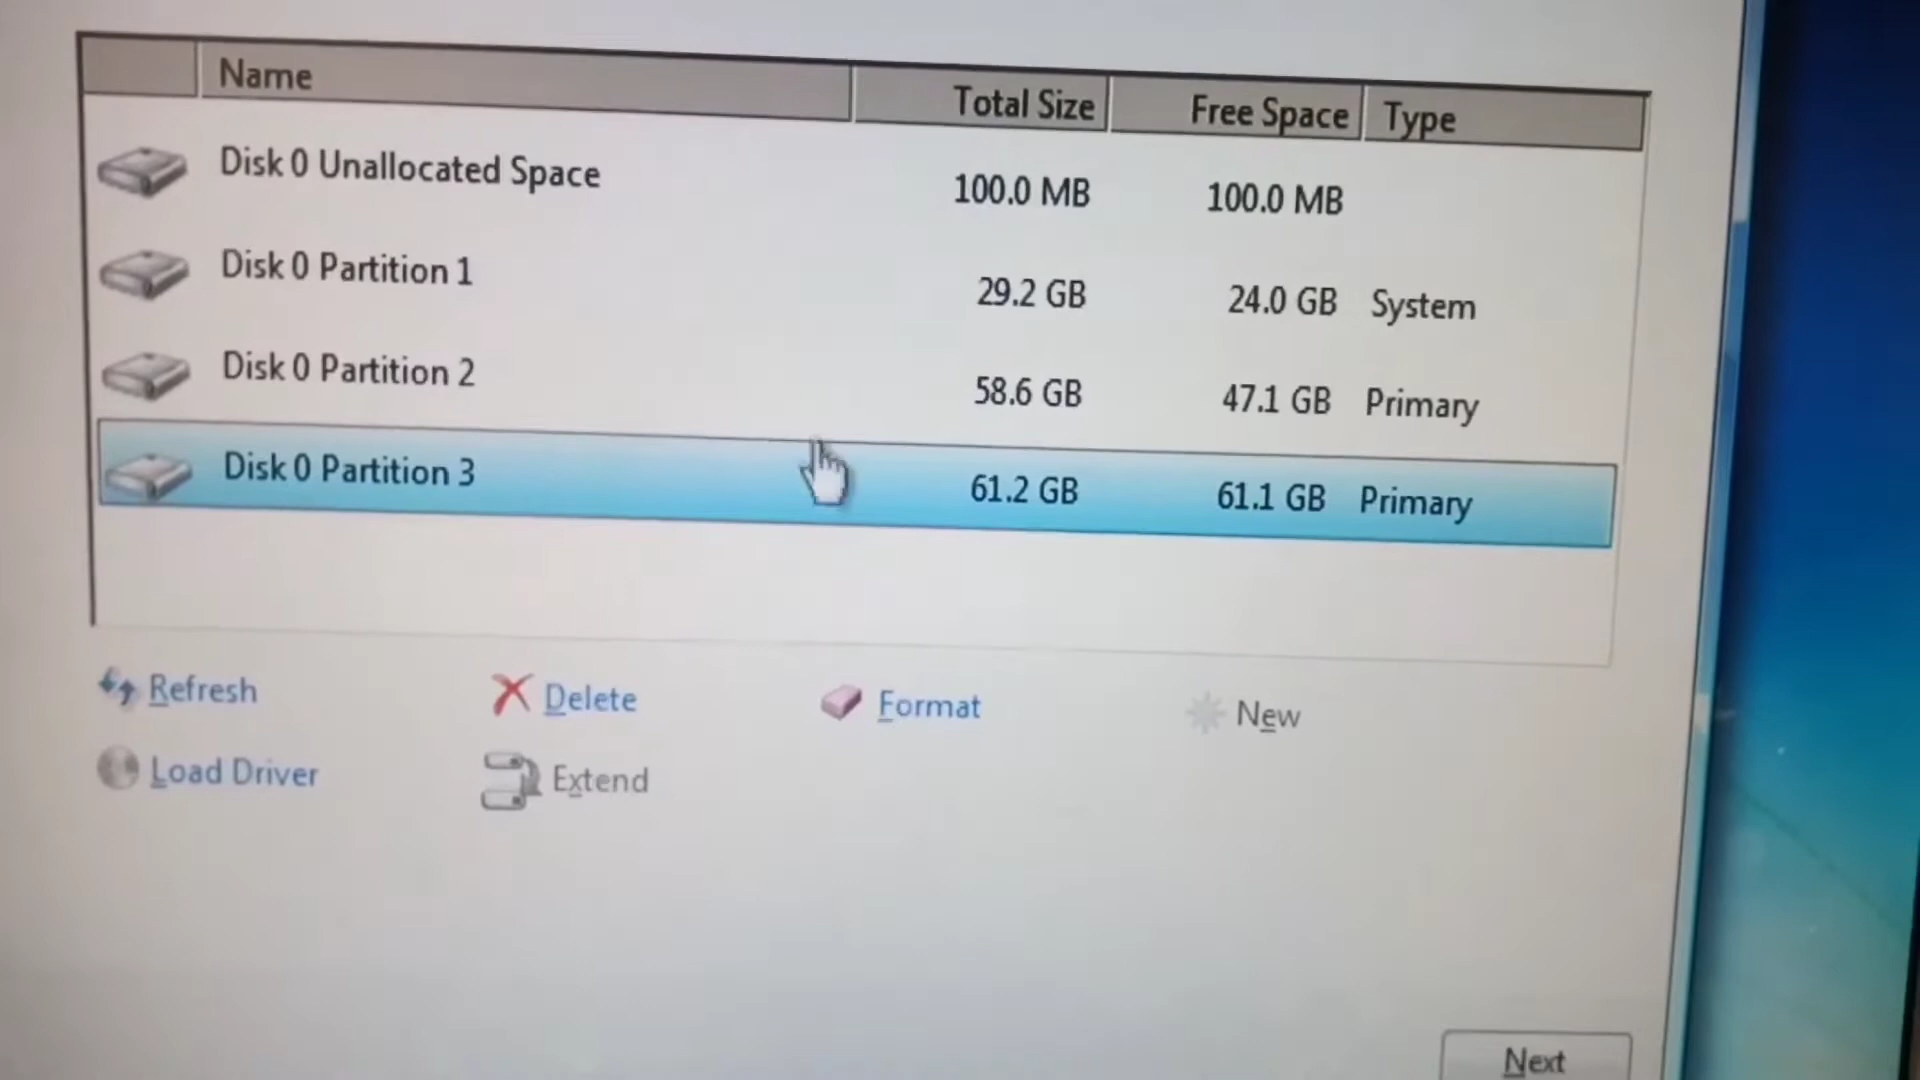 Name Total Size Free Space Type
Disk 0 Unallocated Space 100.0 MB 100.0 MB
Disk 0 Partition 1 29.2 GB 24.0 GB System
Disk 0 Partition 2 58.6 GB 47.1 GB Primary
Disk 0 Partition 3 61.2 GB 61.1 GB Primary
Refresh Delete Format New
Load Driver Extend
Next